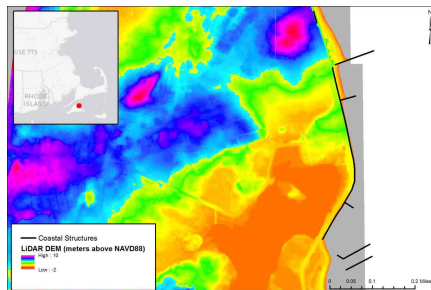 N
SETTS
RHODE
ISLAND
Coastal Structures
LiDAR DEM (meters above NAVD88)
High : 10
Low : -2
0 0.05 0.1 0.2 Miles